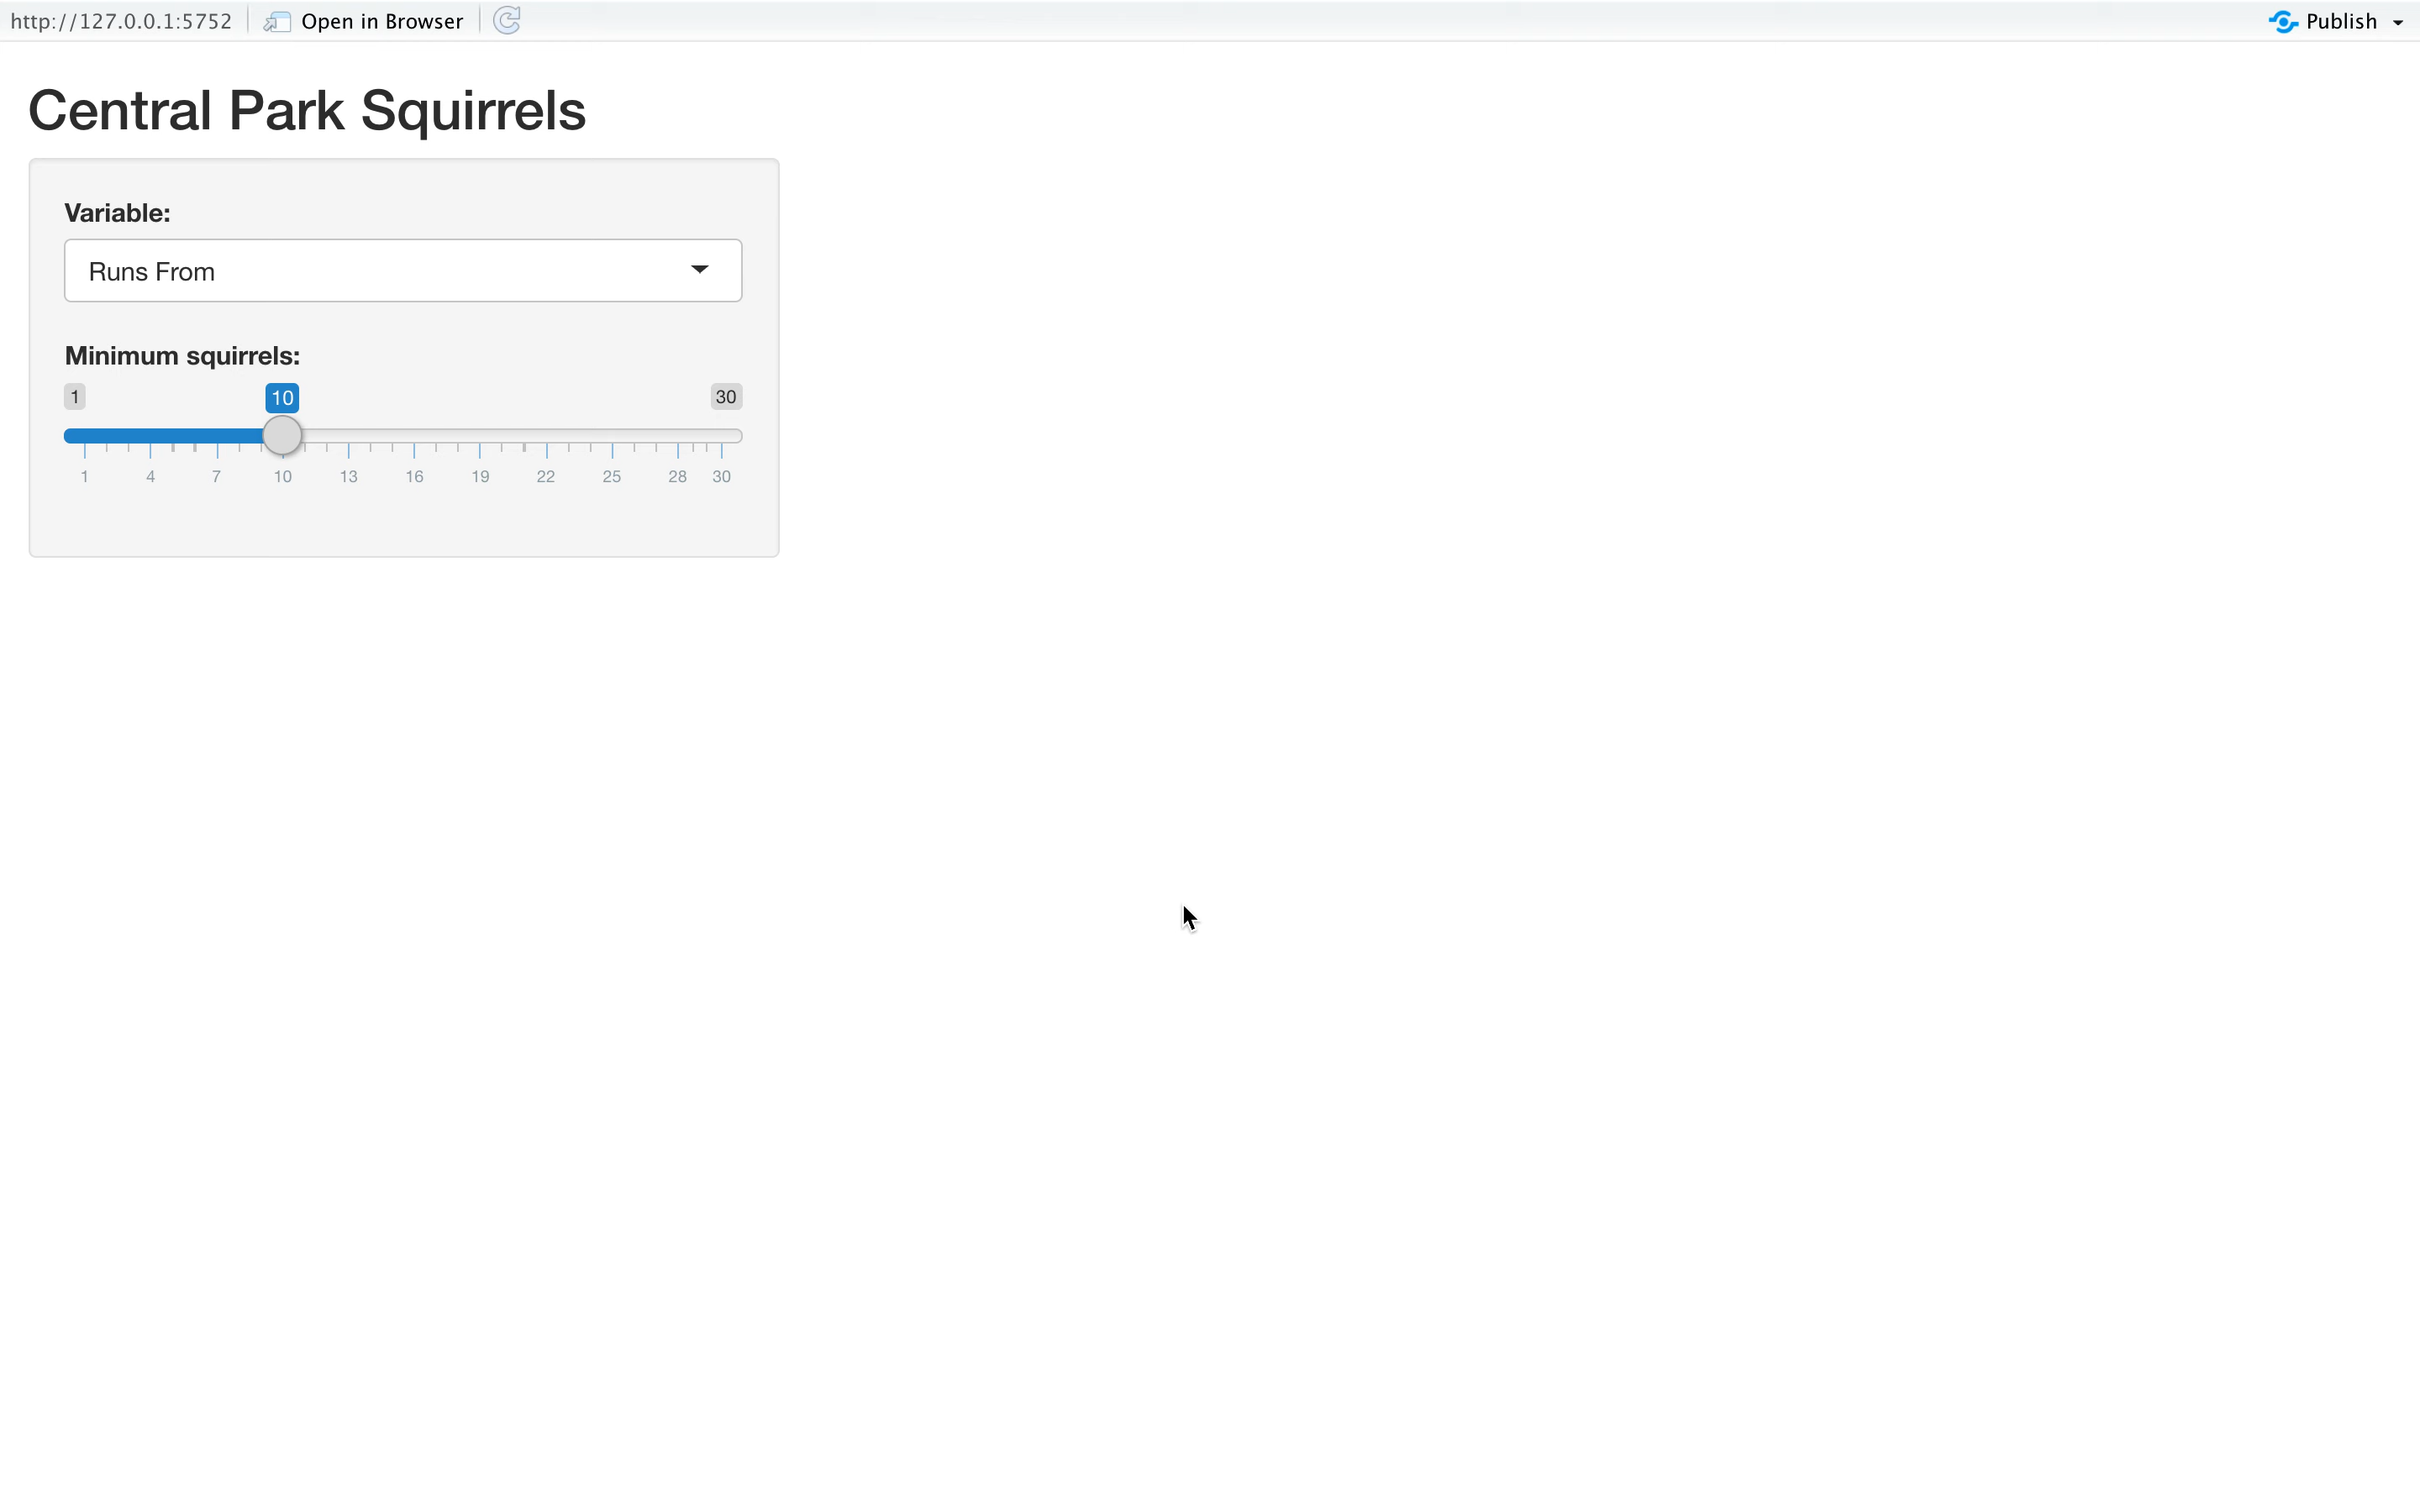 http://127.0.0.1:5752 Open in Browser Publish
Central Park Squirrels
Variable:
Runs From
Minimum squirrels:
1 10 30
1 4 7 10 13 16 19 22 25 28 30